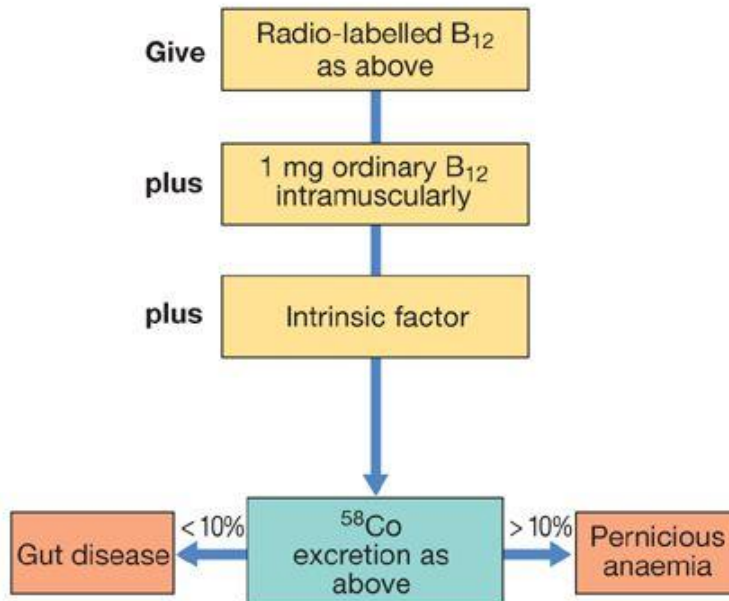 Give
Radio-labelled B₁₂
as above
plus
1 mg ordinary B₁₂
intramuscularly
plus
Intrinsic factor
Gut disease
< 10%
⁵⁸Co
excretion as
above
> 10%
Pernicious
anaemia